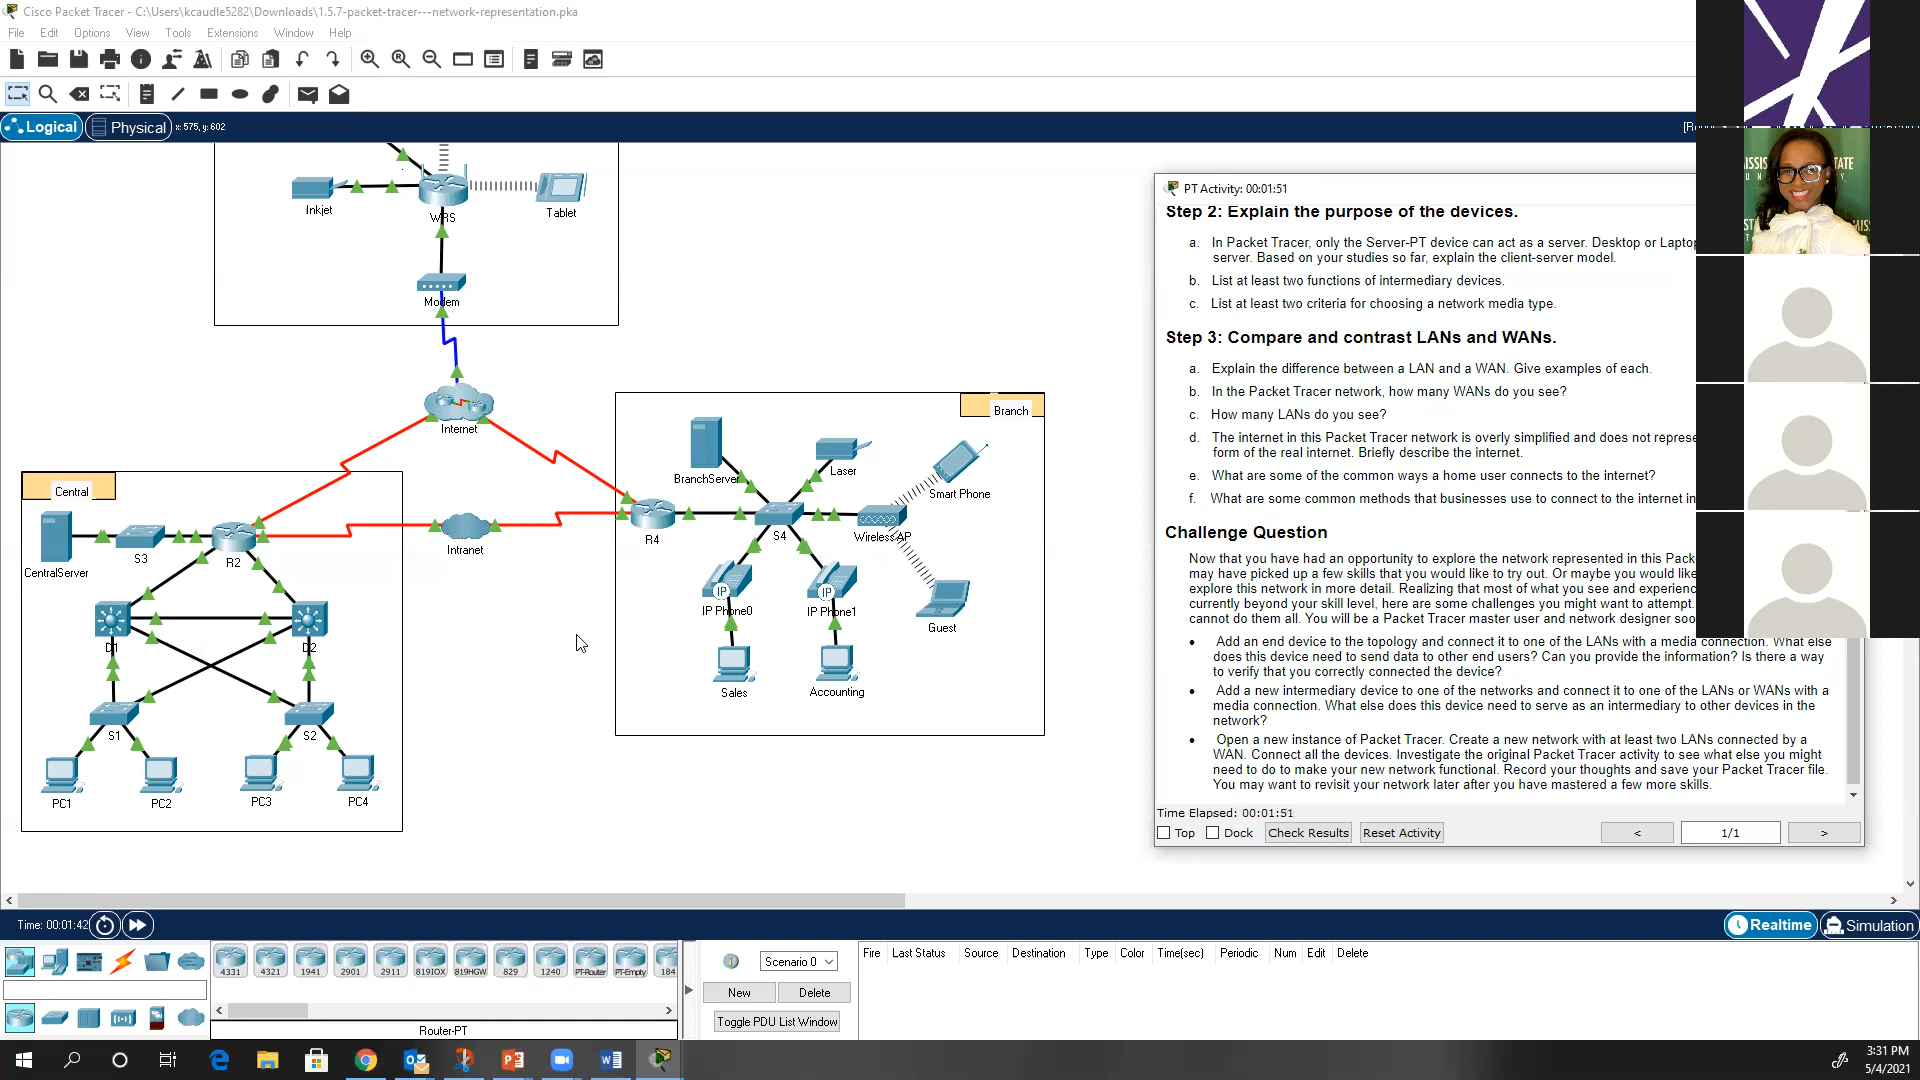 Cisco Packet Tracer - C:\Users\kcaudle5282\Downloads\1.5.7-packet-tracer---network-representation.pka
File Edit Options View Tools Extensions Window Help
Logical Physical x: 575, y: 602
Inkjet
WRS
Tablet
Modem
Internet
Central
CentralServer
S3
R2
Intranet
D1
D2
S1
S2
PC1
PC2
PC3
PC4
Branch
BranchServer
Laser
Smart Phone
R4
S4
Wireless AP
IP
IP Phone0
IP
IP Phone1
Guest
Sales
Accounting
PT Activity: 00:01:51
Step 2: Explain the purpose of the devices.
a. In Packet Tracer, only the Server-PT device can act as a server. Desktop or Laptop
server. Based on your studies so far, explain the client-server model.
b. List at least two functions of intermediary devices.
c. List at least two criteria for choosing a network media type.
Step 3: Compare and contrast LANs and WANs.
a. Explain the difference between a LAN and a WAN. Give examples of each.
b. In the Packet Tracer network, how many WANs do you see?
c. How many LANs do you see?
d. The internet in this Packet Tracer network is overly simplified and does not represe
form of the real internet. Briefly describe the internet.
e. What are some of the common ways a home user connects to the internet?
f. What are some common methods that businesses use to connect to the internet in
Challenge Question
Now that you have had an opportunity to explore the network represented in this Pack
may have picked up a few skills that you would like to try out. Or maybe you would like
explore this network in more detail. Realizing that most of what you see and experienc
currently beyond your skill level, here are some challenges you might want to attempt.
cannot do them all. You will be a Packet Tracer master user and network designer soo
• Add an end device to the topology and connect it to one of the LANs with a media connection. What else
does this device need to send data to other end users? Can you provide the information? Is there a way
to verify that you correctly connected the device?
• Add a new intermediary device to one of the networks and connect it to one of the LANs or WANs with a
media connection. What else does this device need to serve as an intermediary to other devices in the
network?
• Open a new instance of Packet Tracer. Create a new network with at least two LANs connected by a
WAN. Connect all the devices. Investigate the original Packet Tracer activity to see what else you might
need to do to make your new network functional. Record your thoughts and save your Packet Tracer file.
You may want to revisit your network later after you have mastered a few more skills.
Time Elapsed: 00:01:51
Top Dock Check Results Reset Activity < 1/1 >
Time: 00:01:42
Realtime Simulation
4331 4321 1941 2901 2911 819IOX 819HGW 829 1240 PT-Router PT-Empty 184
Router-PT
Scenario 0
New Delete
Toggle PDU List Window
Fire Last Status Source Destination Type Color Time(sec) Periodic Num Edit Delete
3:31 PM
5/4/2021